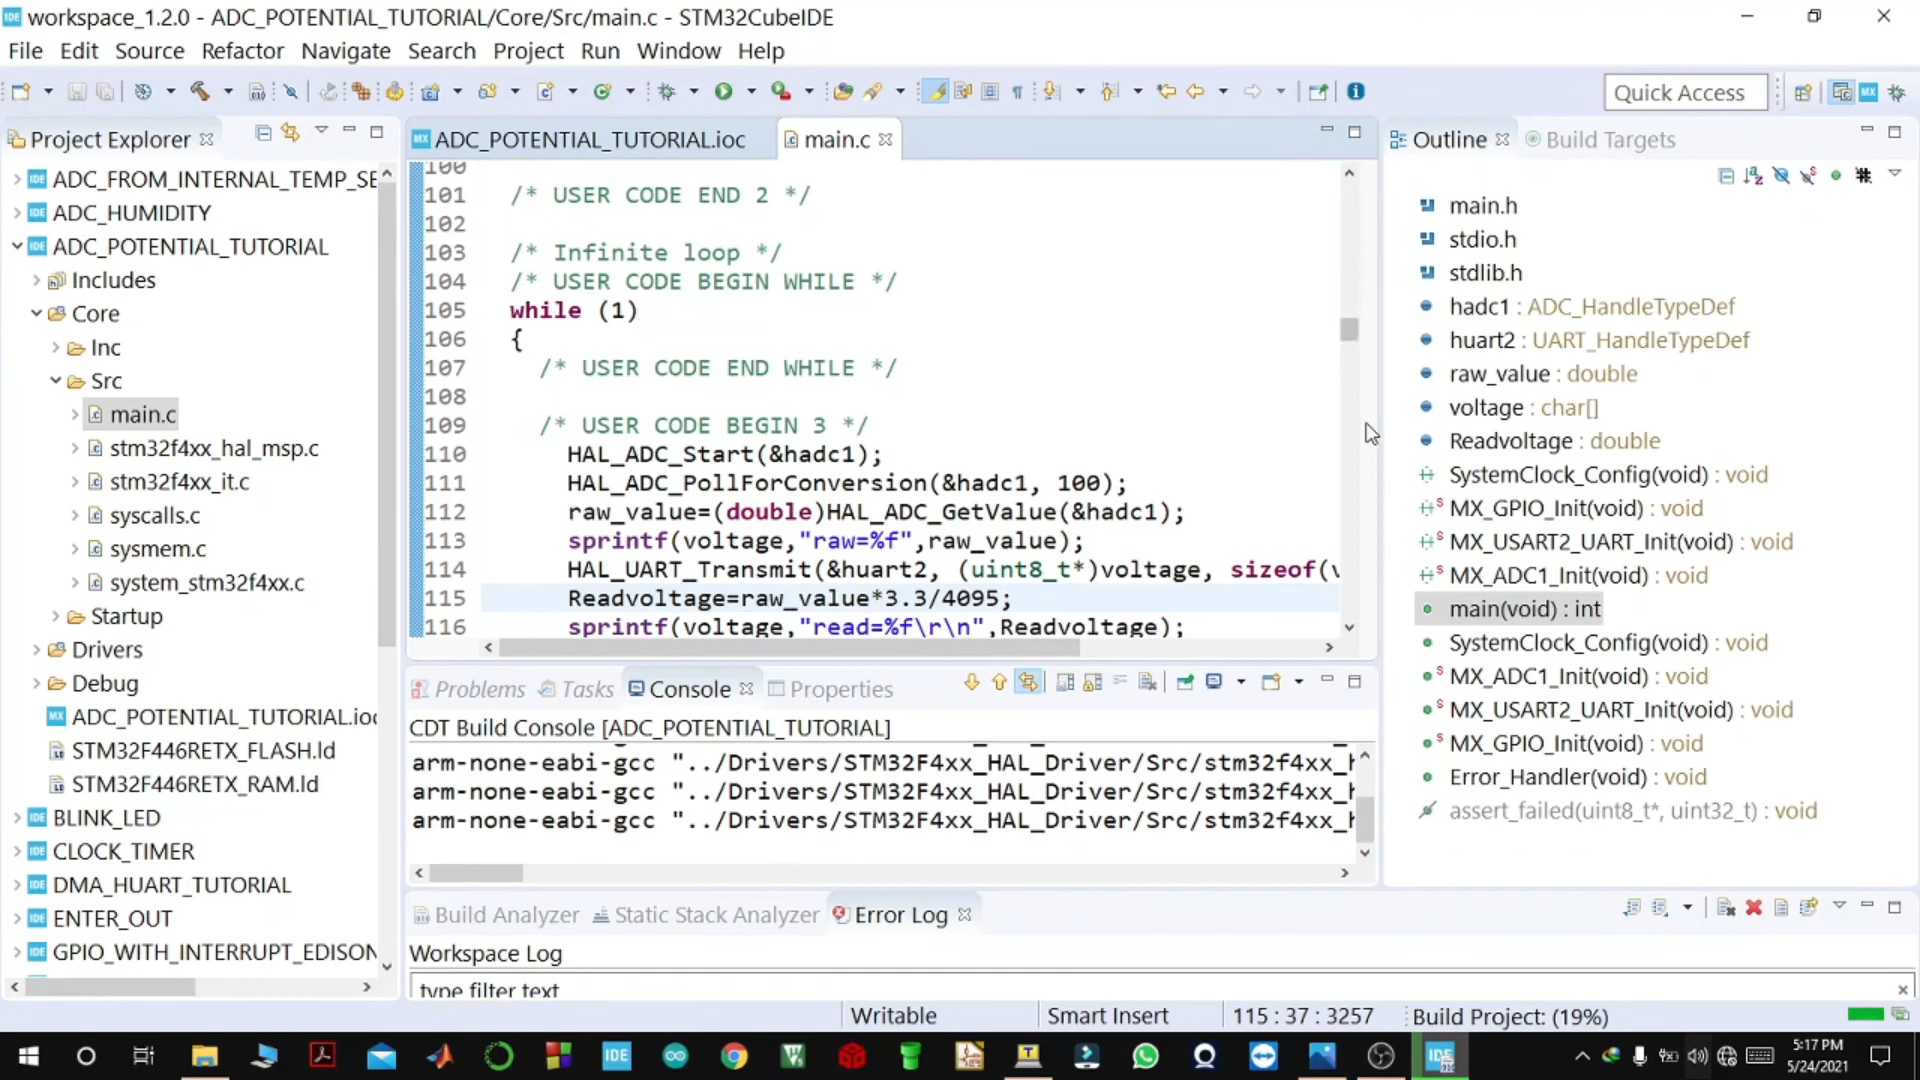 workspace_1.2.0 - ADC_POTENTIAL_TUTORIAL/Core/Src/main.c - STM32CubeIDE
File Edit Source Refactor Navigate Search Project Run Window Help
Quick Access
Project Explorer
ADC_FROM_INTERNAL_TEMP_SE
ADC_HUMIDITY
ADC_POTENTIAL_TUTORIAL
Includes
Core
Inc
Src
main.c
stm32f4xx_hal_msp.c
stm32f4xx_it.c
syscalls.c
sysmem.c
system_stm32f4xx.c
Startup
Drivers
Debug
ADC_POTENTIAL_TUTORIAL.ioc
STM32F446RETX_FLASH.ld
STM32F446RETX_RAM.ld
BLINK_LED
CLOCK_TIMER
DMA_HUART_TUTORIAL
ENTER_OUT
GPIO_WITH_INTERRUPT_EDISON
ADC_POTENTIAL_TUTORIAL.ioc main.c
100
101 /* USER CODE END 2 */
102
103 /* Infinite loop */
104 /* USER CODE BEGIN WHILE */
105 while (1)
106 {
107 /* USER CODE END WHILE */
108
109 /* USER CODE BEGIN 3 */
110 HAL_ADC_Start(&hadc1);
111 HAL_ADC_PollForConversion(&hadc1, 100);
112 raw_value=(double)HAL_ADC_GetValue(&hadc1);
113 sprintf(voltage,"raw=%f",raw_value);
114 HAL_UART_Transmit(&huart2, (uint8_t*)voltage, sizeof(v
115 Readvoltage=raw_value*3.3/4095;
116 sprintf(voltage,"read=%f\r\n",Readvoltage);
Problems Tasks Console Properties
CDT Build Console [ADC_POTENTIAL_TUTORIAL]
arm-none-eabi-gcc "../Drivers/STM32F4xx_HAL_Driver/Src/stm32f4xx_h
arm-none-eabi-gcc "../Drivers/STM32F4xx_HAL_Driver/Src/stm32f4xx_h
arm-none-eabi-gcc "../Drivers/STM32F4xx_HAL_Driver/Src/stm32f4xx_h
Outline Build Targets
main.h
stdio.h
stdlib.h
hadc1 : ADC_HandleTypeDef
huart2 : UART_HandleTypeDef
raw_value : double
voltage : char[]
Readvoltage : double
SystemClock_Config(void) : void
MX_GPIO_Init(void) : void
MX_USART2_UART_Init(void) : void
MX_ADC1_Init(void) : void
main(void) : int
SystemClock_Config(void) : void
MX_ADC1_Init(void) : void
MX_USART2_UART_Init(void) : void
MX_GPIO_Init(void) : void
Error_Handler(void) : void
assert_failed(uint8_t*, uint32_t) : void
Build Analyzer Static Stack Analyzer Error Log
Workspace Log
type filter text
Writable Smart Insert 115 : 37 : 3257 Build Project: (19%)
5:17 PM
5/24/2021